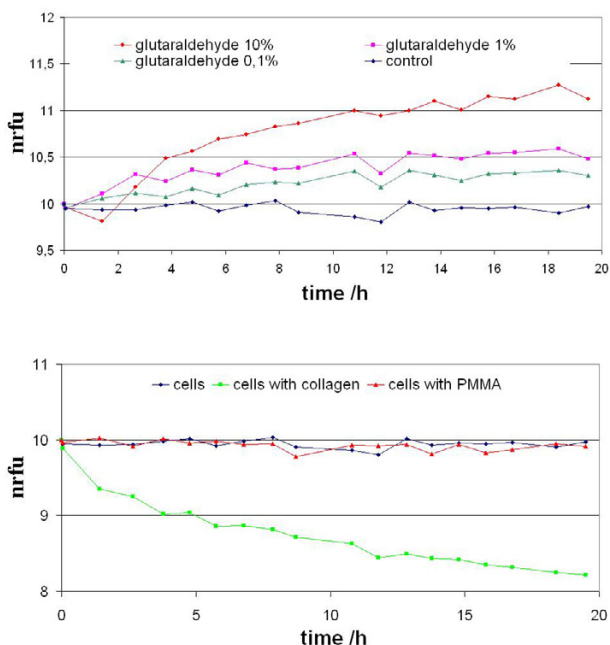 12
glutaraldehyde 10% glutaraldehyde 1%
glutaraldehyde 0,1% control
11,5
11
10,5
10
9,5
nrfu
0 2 4 6 8 10 12 14 16 18 20
time /h
11
cells cells with collagen cells with PMMA
10
9
8
nrfu
0 5 10 15 20
time /h